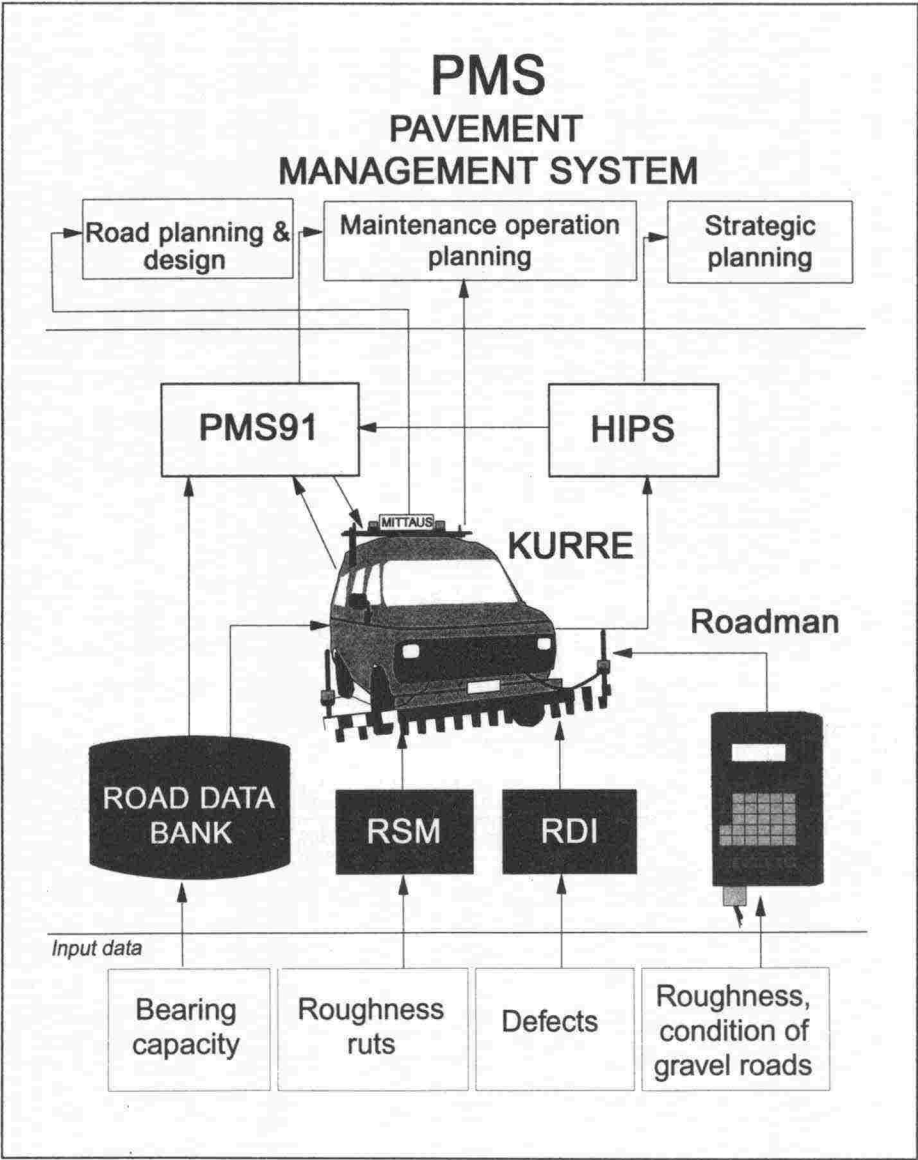 PMS
PAVEMENT
MANAGEMENT SYSTEM
Road planning &
design
Maintenance operation
planning
Strategic
planning
PMS91
HIPS
MITTAUS
KURRE
Roadman
ROAD DATA
BANK
RSM
RDI
Input data
Bearing
capacity
Roughness
ruts
Defects
Roughness,
condition of
gravel roads